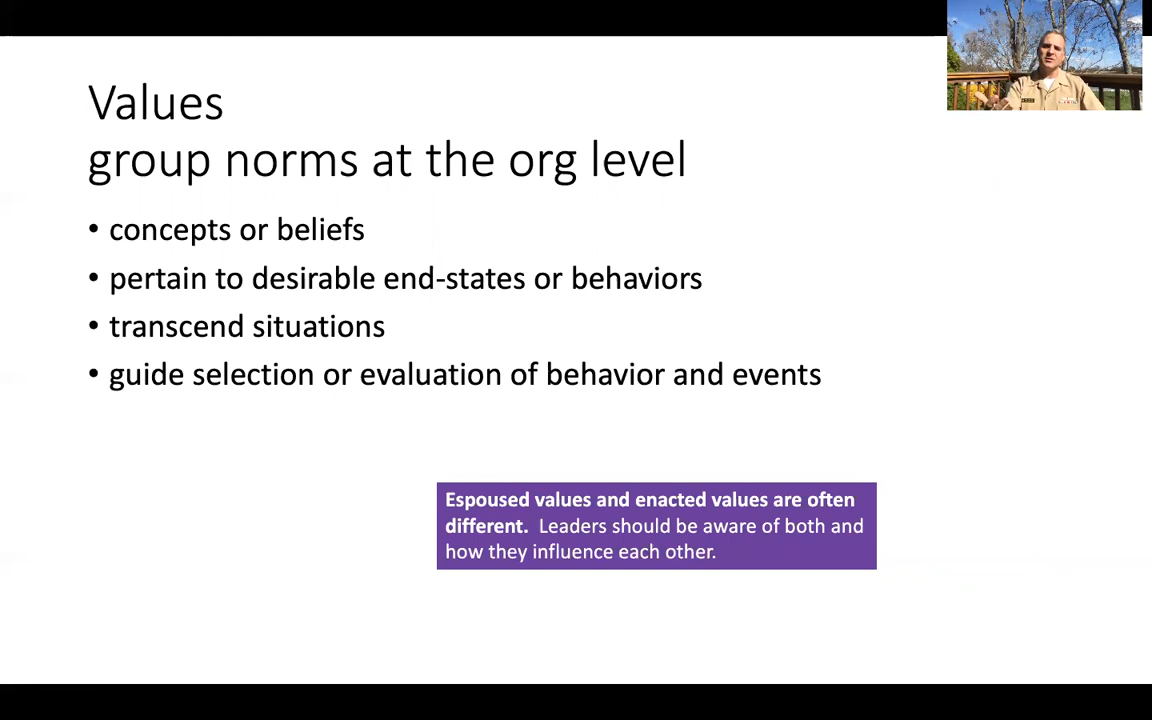 Values
group norms at the org level
• concepts or beliefs
• pertain to desirable end-states or behaviors
• transcend situations
• guide selection or evaluation of behavior and events
Espoused values and enacted values are often
different. Leaders should be aware of both and
how they influence each other.